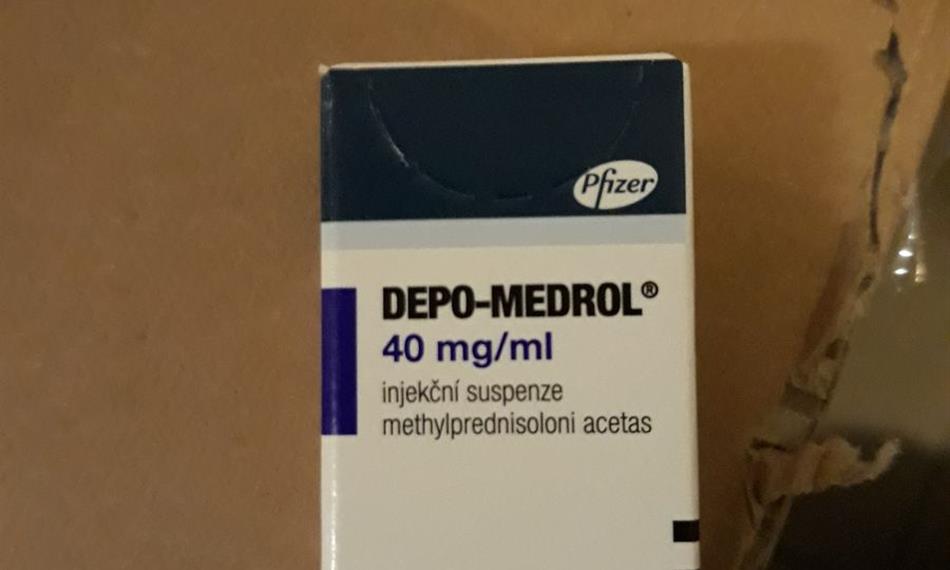 Pfizer
DEPO-MEDROL®
40 mg/ml
injekční suspenze
methylprednisoloni acetas